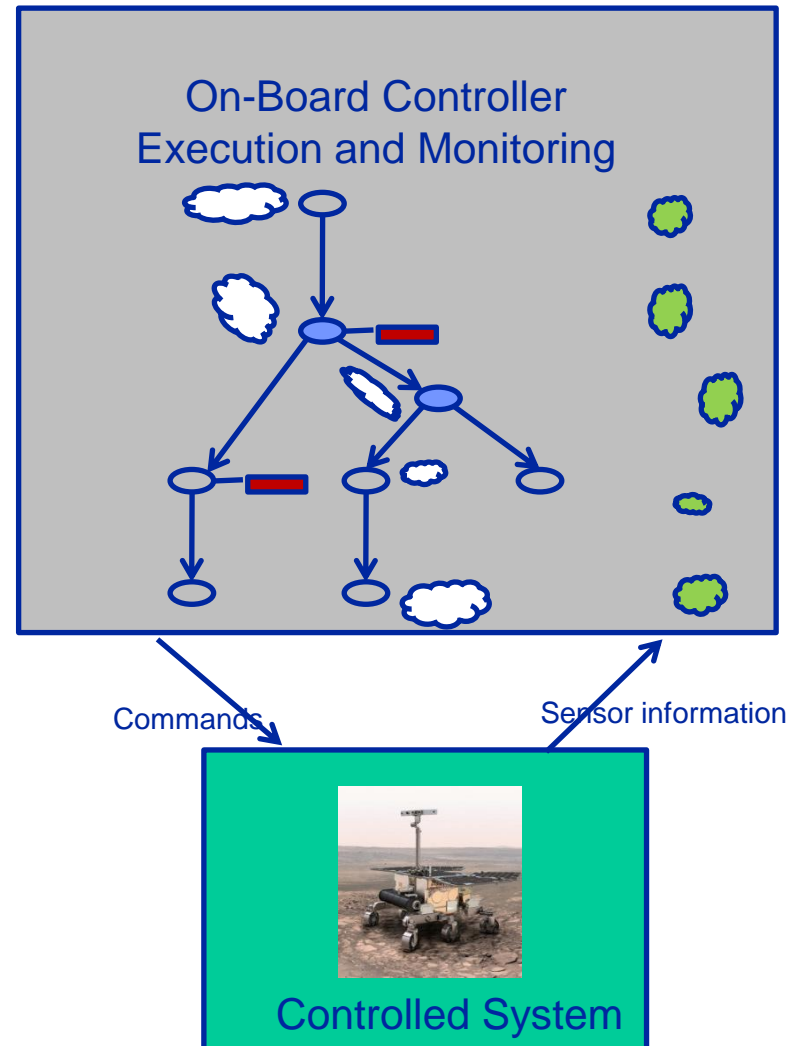 On-Board Controller
Execution and Monitoring
Commands
Sensor information
Controlled System